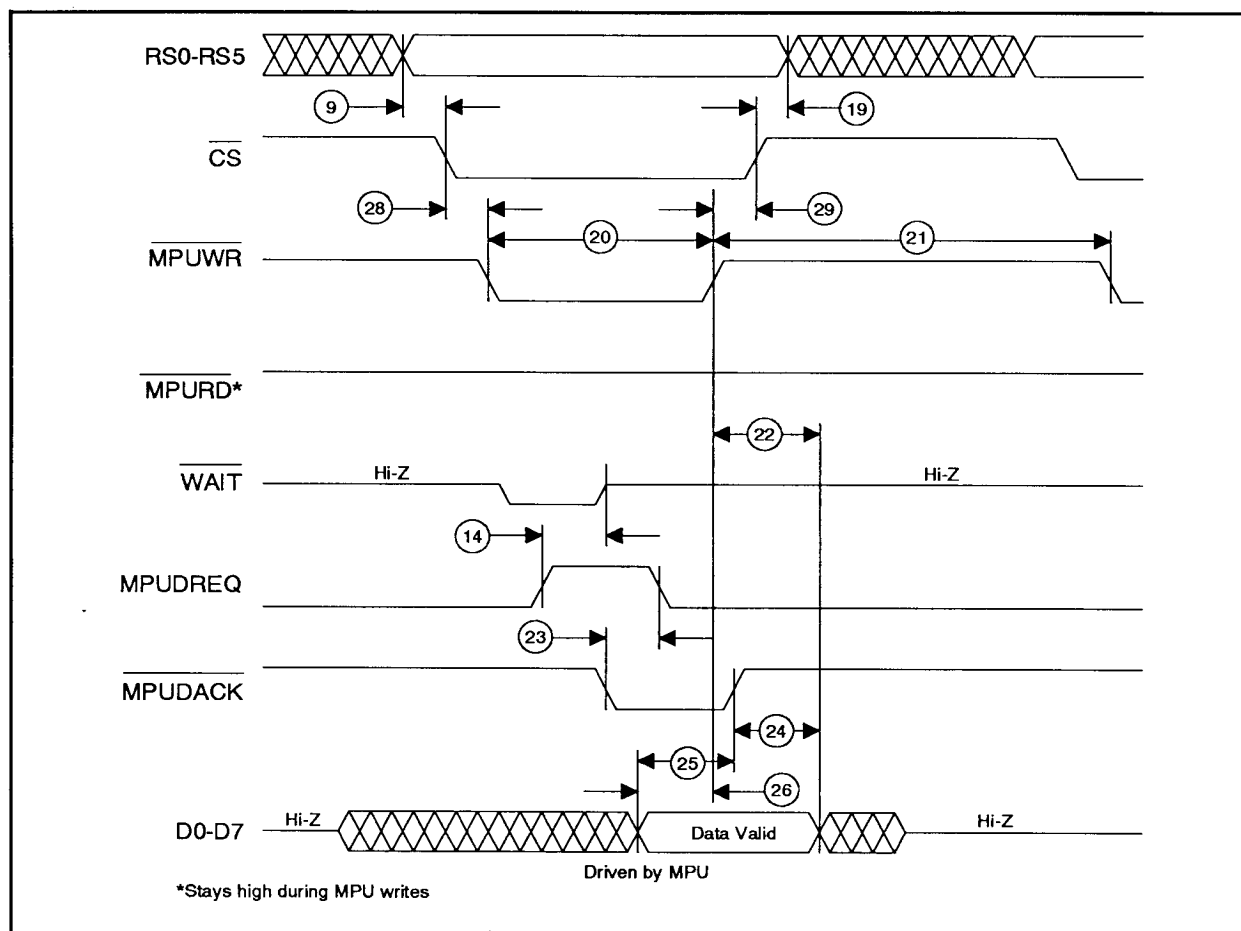 RS0-RS5
9
19
CS
28
29
20
21
MPUWR
MPURD*
22
WAIT
Hi-Z
Hi-Z
14
MPUDREQ
23
MPUDACK
24
25
26
D0-D7
Hi-Z
Data Valid
Hi-Z
Driven by MPU
*Stays high during MPU writes